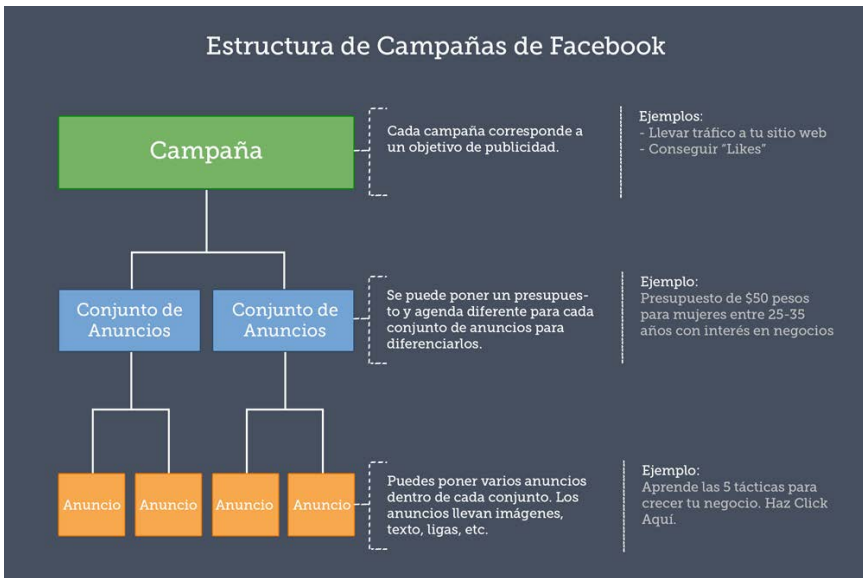 Estructura de Campañas de Facebook
Campaña
Cada campaña corresponde a
un objetivo de publicidad.
Ejemplos:
- Llevar tráfico a tu sitio web
- Conseguir “Likes”
Conjunto de
Anuncios
Conjunto de
Anuncios
Se puede poner un presupues-
to y agenda diferente para cada
conjunto de anuncios para
diferenciarlos.
Ejemplo:
Presupuesto de $50 pesos
para mujeres entre 25-35
años con interés en negocios
Anuncio
Anuncio
Anuncio
Anuncio
Puedes poner varios anuncios
dentro de cada conjunto. Los
anuncios llevan imágenes,
texto, ligas, etc.
Ejemplo:
Aprende las 5 tácticas para
crecer tu negocio. Haz Click
Aquí.